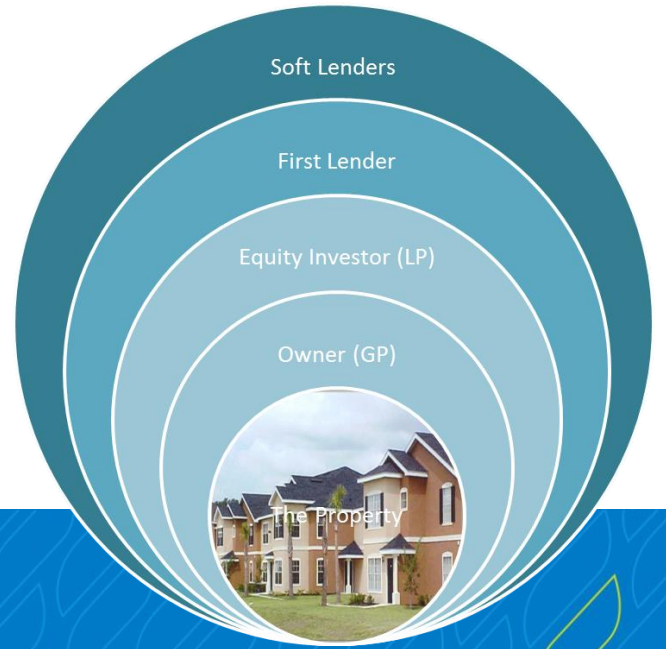 Soft Lenders
First Lender
Equity Investor (LP)
Owner (GP)
The Property